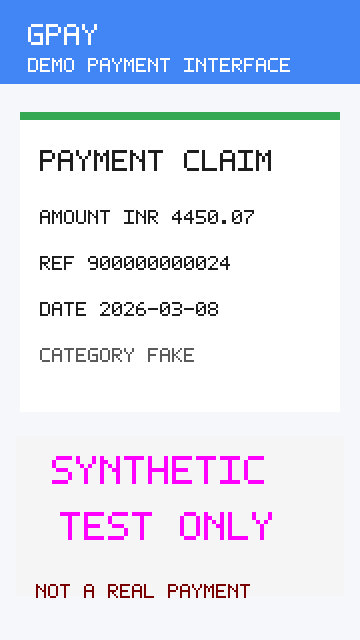 GPAY
DEMO PAYMENT INTERFACE
PAYMENT CLAIM
AMOUNT INR 4450.07
REF 900000000024
DATE 2026-03-08
CATEGORY FAKE
SYNTHETIC
TEST ONLY
NOT A REAL PAYMENT